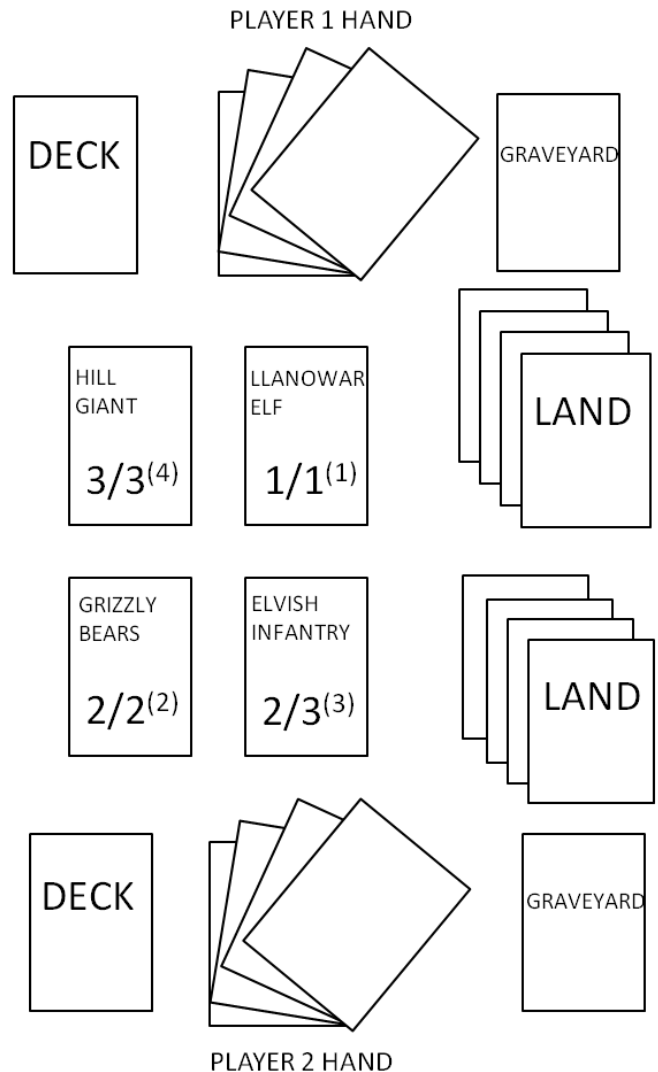 PLAYER 1 HAND
DECK
GRAVEYARD
HILL
GIANT
3/3(4)
LLANOWAR
ELF
1/1(1)
LAND
GRIZZLY
BEARS
2/2(2)
ELVISH
INFANTRY
2/3(3)
LAND
DECK
GRAVEYARD
PLAYER 2 HAND